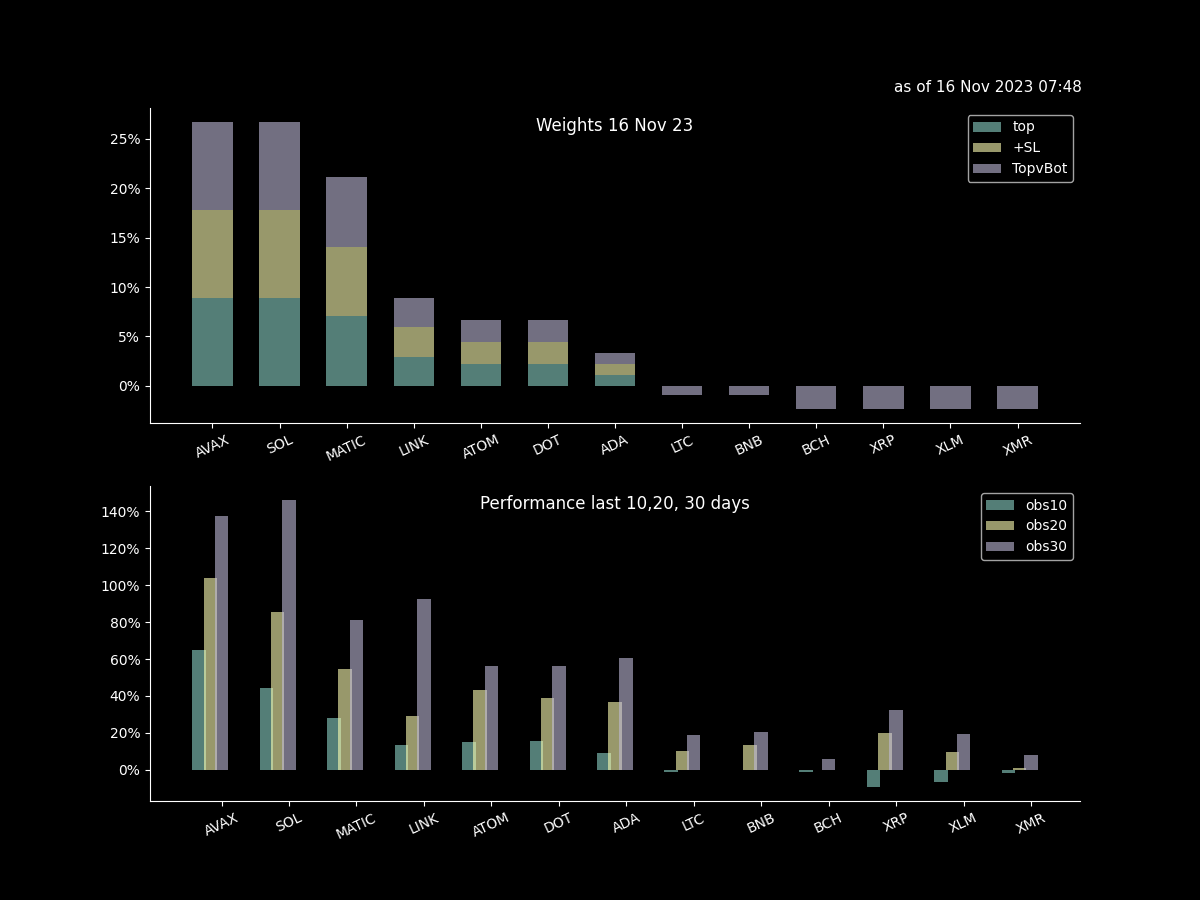 as of 16 Nov 2023 07:48
Weights 16 Nov 23
top
+SL
TopvBot
25%
20%
15%
10%
5%
0%
AVAX SOL MATIC LINK ATOM DOT ADA LTC BNB BCH XRP XLM XMR
Performance last 10,20, 30 days
obs10
obs20
obs30
140%
120%
100%
80%
60%
40%
20%
0%
AVAX SOL MATIC LINK ATOM DOT ADA LTC BNB BCH XRP XLM XMR